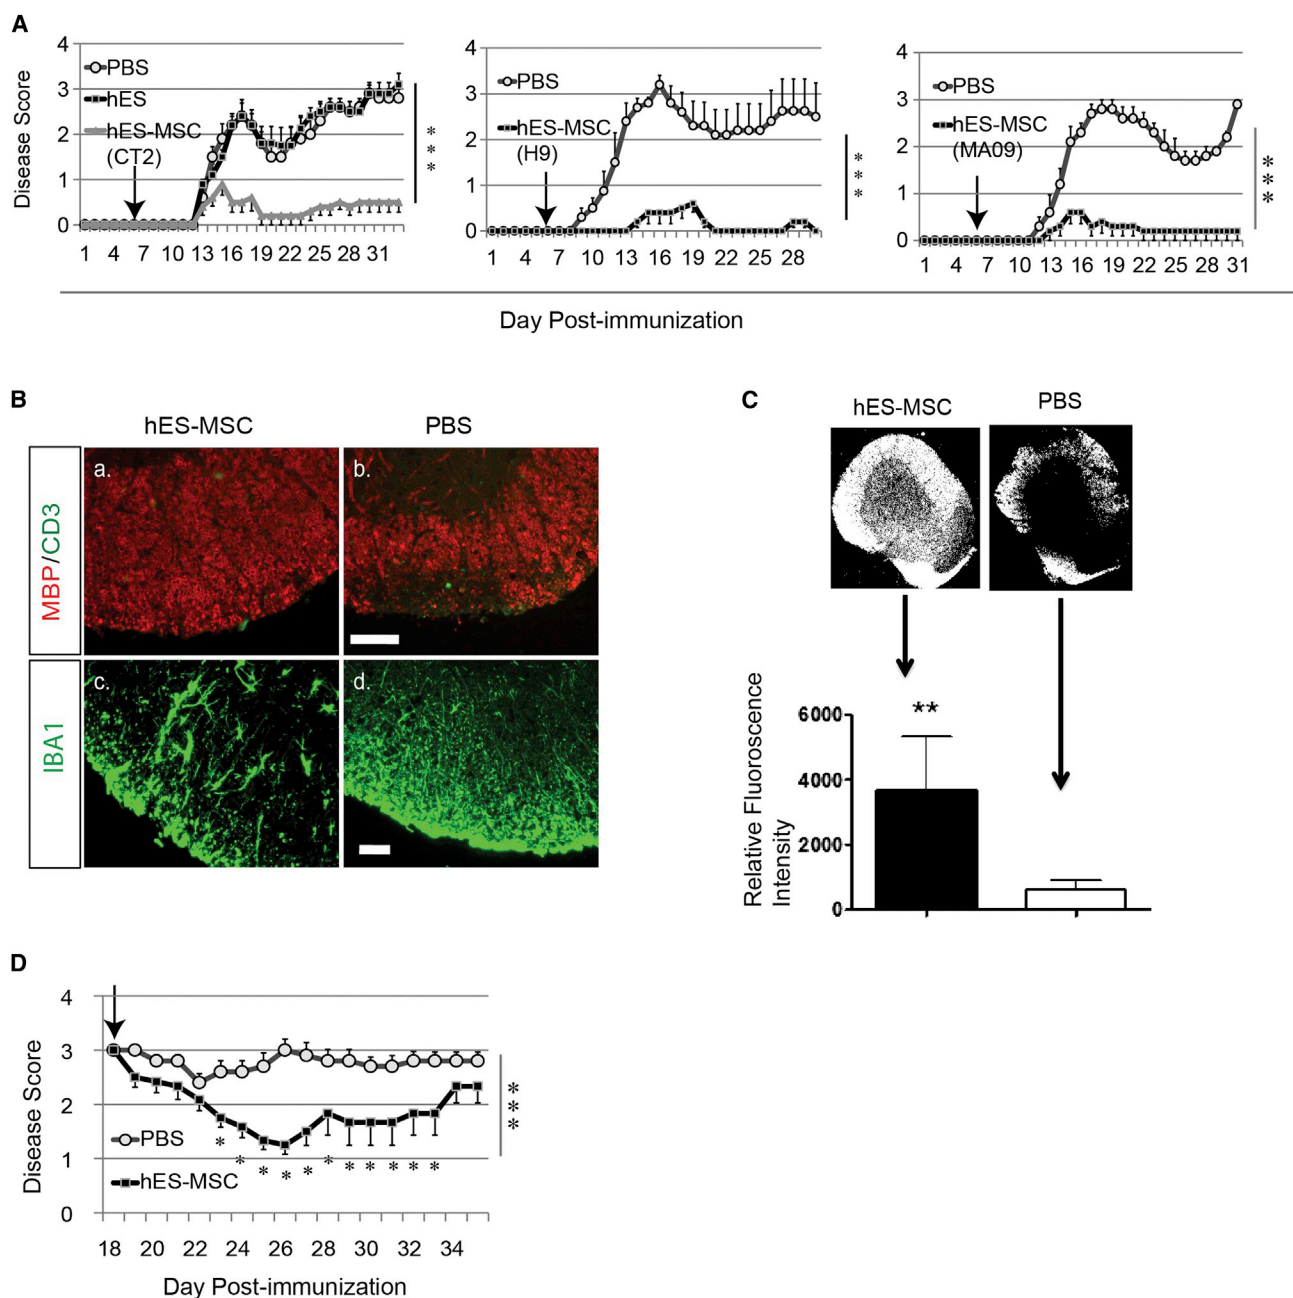 A
Disease Score
4
3
2
1
0
PBS
hES
hES-MSC
(CT2)
***
1 4 7 10 13 16 19 22 25 28 31
4
3
2
1
0
PBS
hES-MSC
(H9)
***
1 4 7 10 13 16 19 22 25 28
4
3
2
1
0
PBS
hES-MSC
(MA09)
***
1 4 7 10 13 16 19 22 25 28 31
Day Post-immunization
B
hES-MSC PBS
MBP/CD3
a. b.
IBA1
c. d.
C
hES-MSC PBS
Relative Fluoroscence
Intensity
6000
4000
2000
0
**
D
Disease Score
4
3
2
1
0
PBS
hES-MSC
* * * * * * * * * * *
***
18 20 22 24 26 28 30 32 34
Day Post-immunization